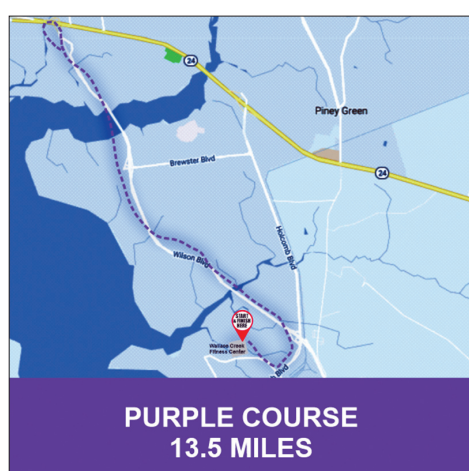 24
Piney Green
24
Brewster Blvd
Holcomb Blvd
Wilson Blvd
START
& FINISH
HERE
Wallace Creek
Fitness Center
Blvd
PURPLE COURSE
13.5 MILES